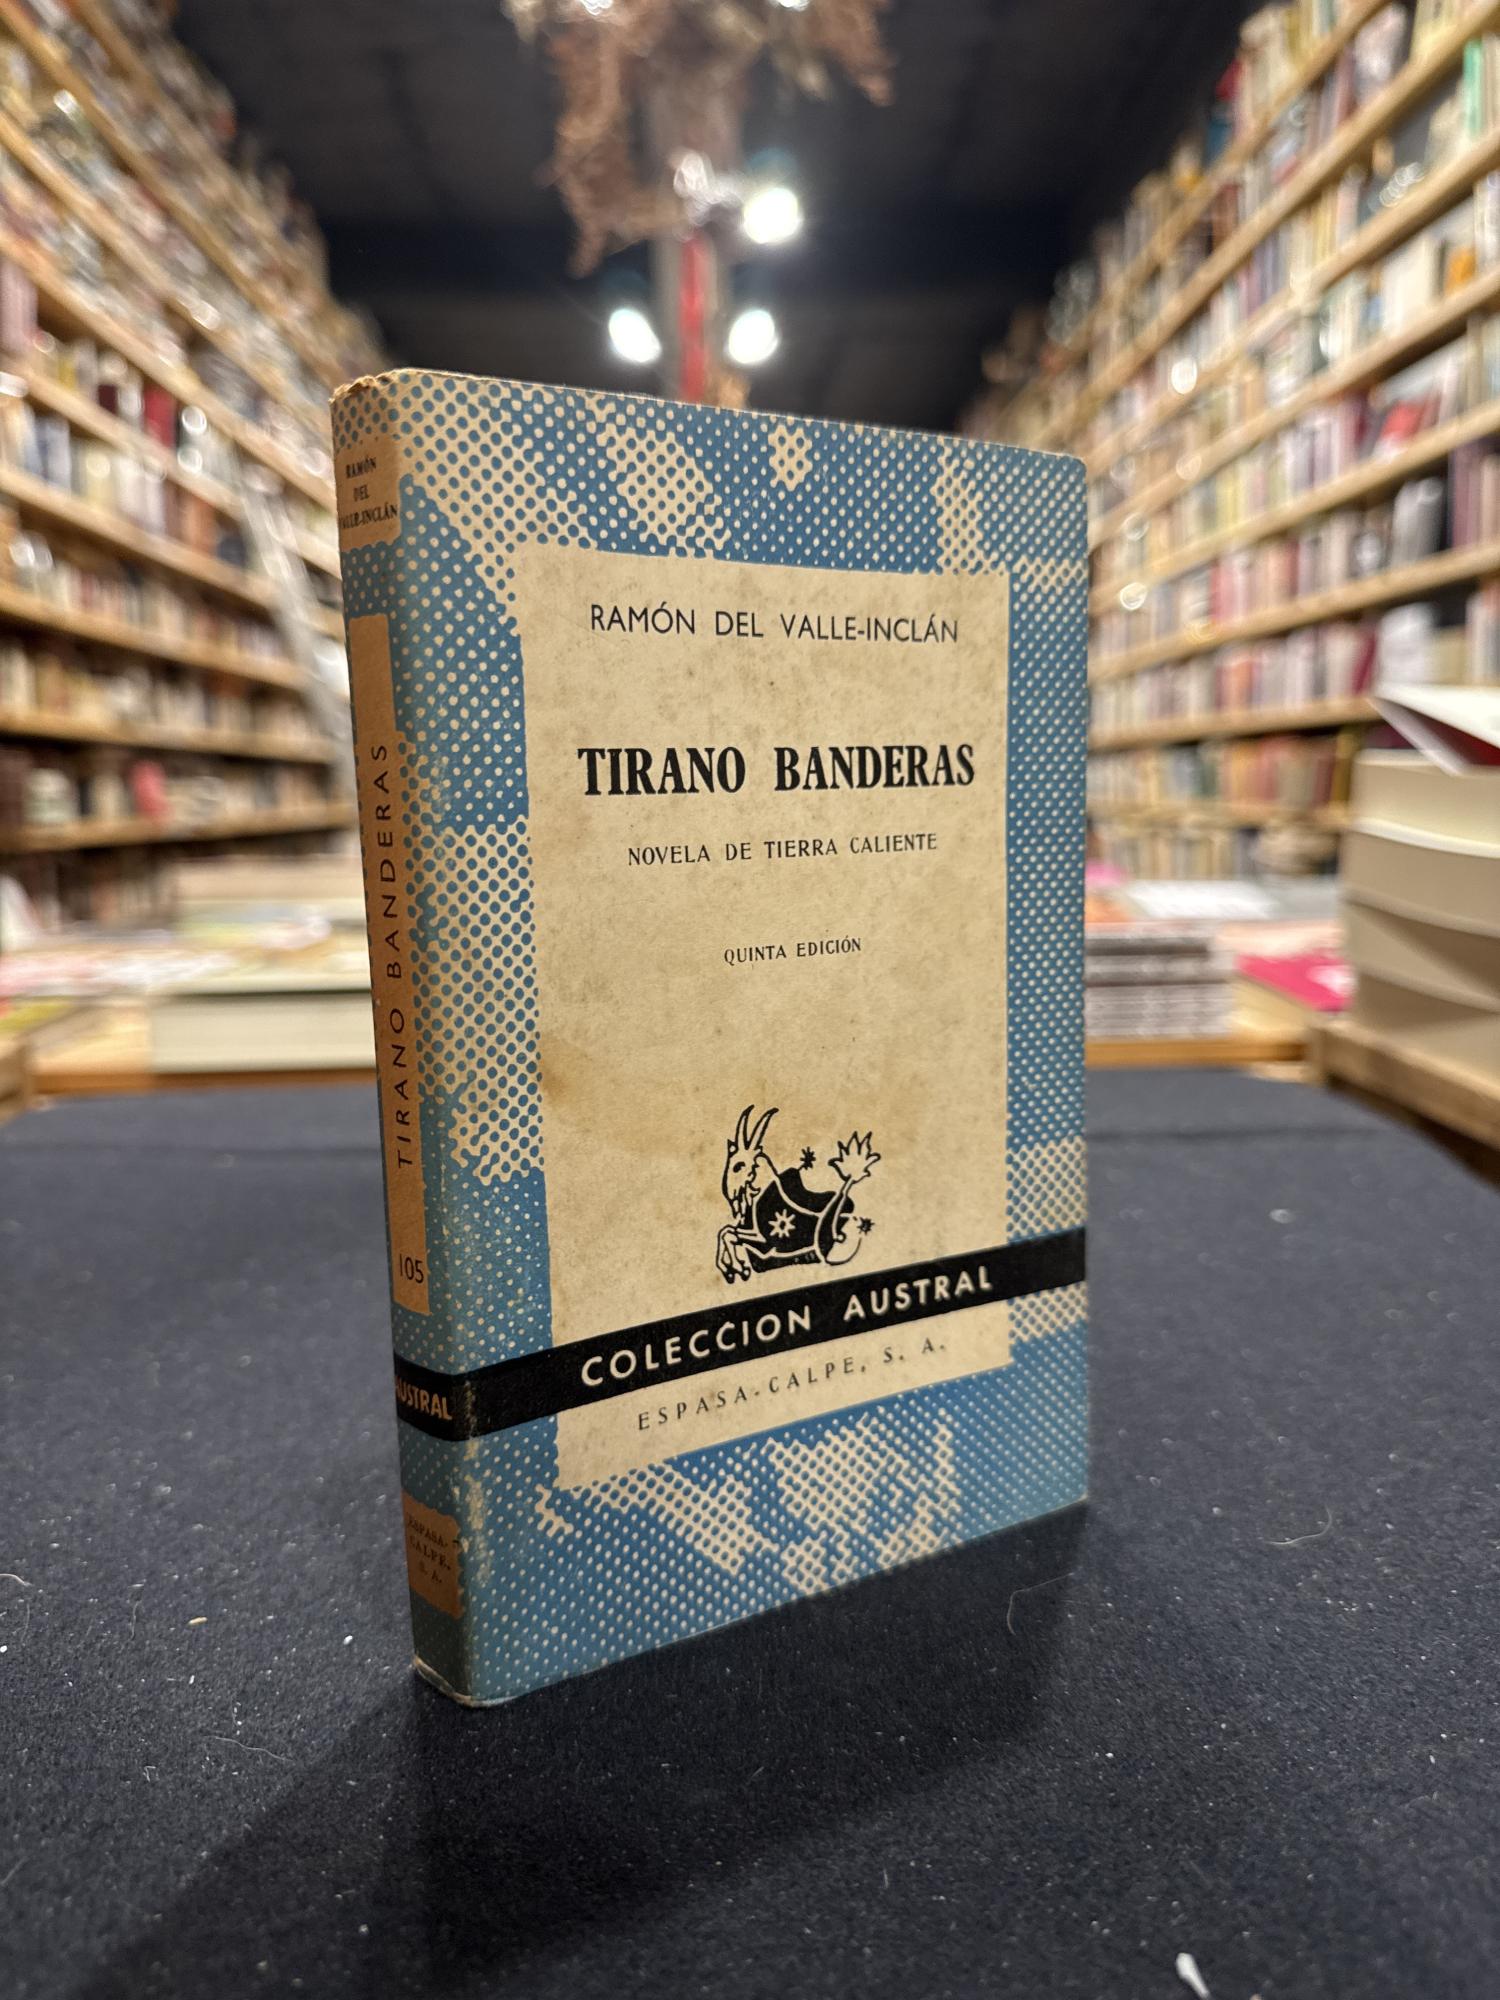 RAMÓN
DEL
VALLE-INCLÁN
TIRANO BANDERAS
105
AUSTRAL
ESPASA-
CALPE,
S. A.
RAMÓN DEL VALLE-INCLÁN
TIRANO BANDERAS
NOVELA DE TIERRA CALIENTE
QUINTA EDICIÓN
COLECCION AUSTRAL
ESPASA-CALPE, S. A.